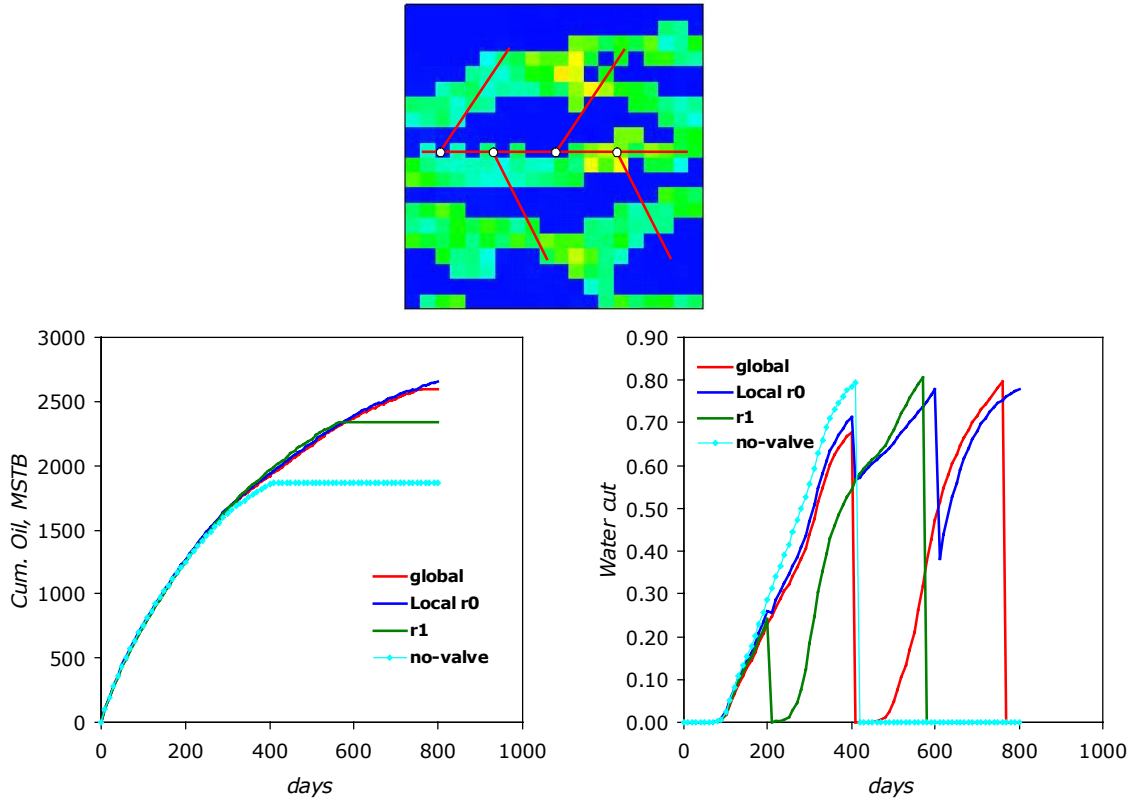 3000
2500
2000
1500
1000
500
0
0 200 400 600 800 1000
Cum. Oil, MSTB
days
global
Local r0
r1
no-valve
0.90
0.80
0.70
0.60
0.50
0.40
0.30
0.20
0.10
0.00
0 200 400 600 800 1000
Water cut
days
global
Local r0
r1
no-valve